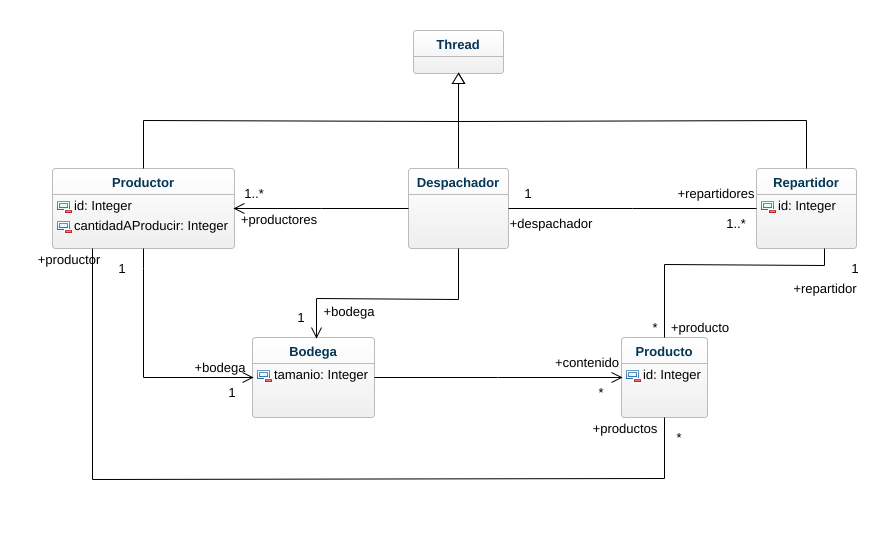 Thread
Productor
id: Integer
cantidadAProducir: Integer
Despachador
Repartidor
id: Integer
1..*
+productores
1
+despachador
+repartidores
1..*
+productor
1
1
+repartidor
+bodega
1
* +producto
Bodega
tamanio: Integer
Producto
id: Integer
+bodega
1
+contenido
*
+productos
*